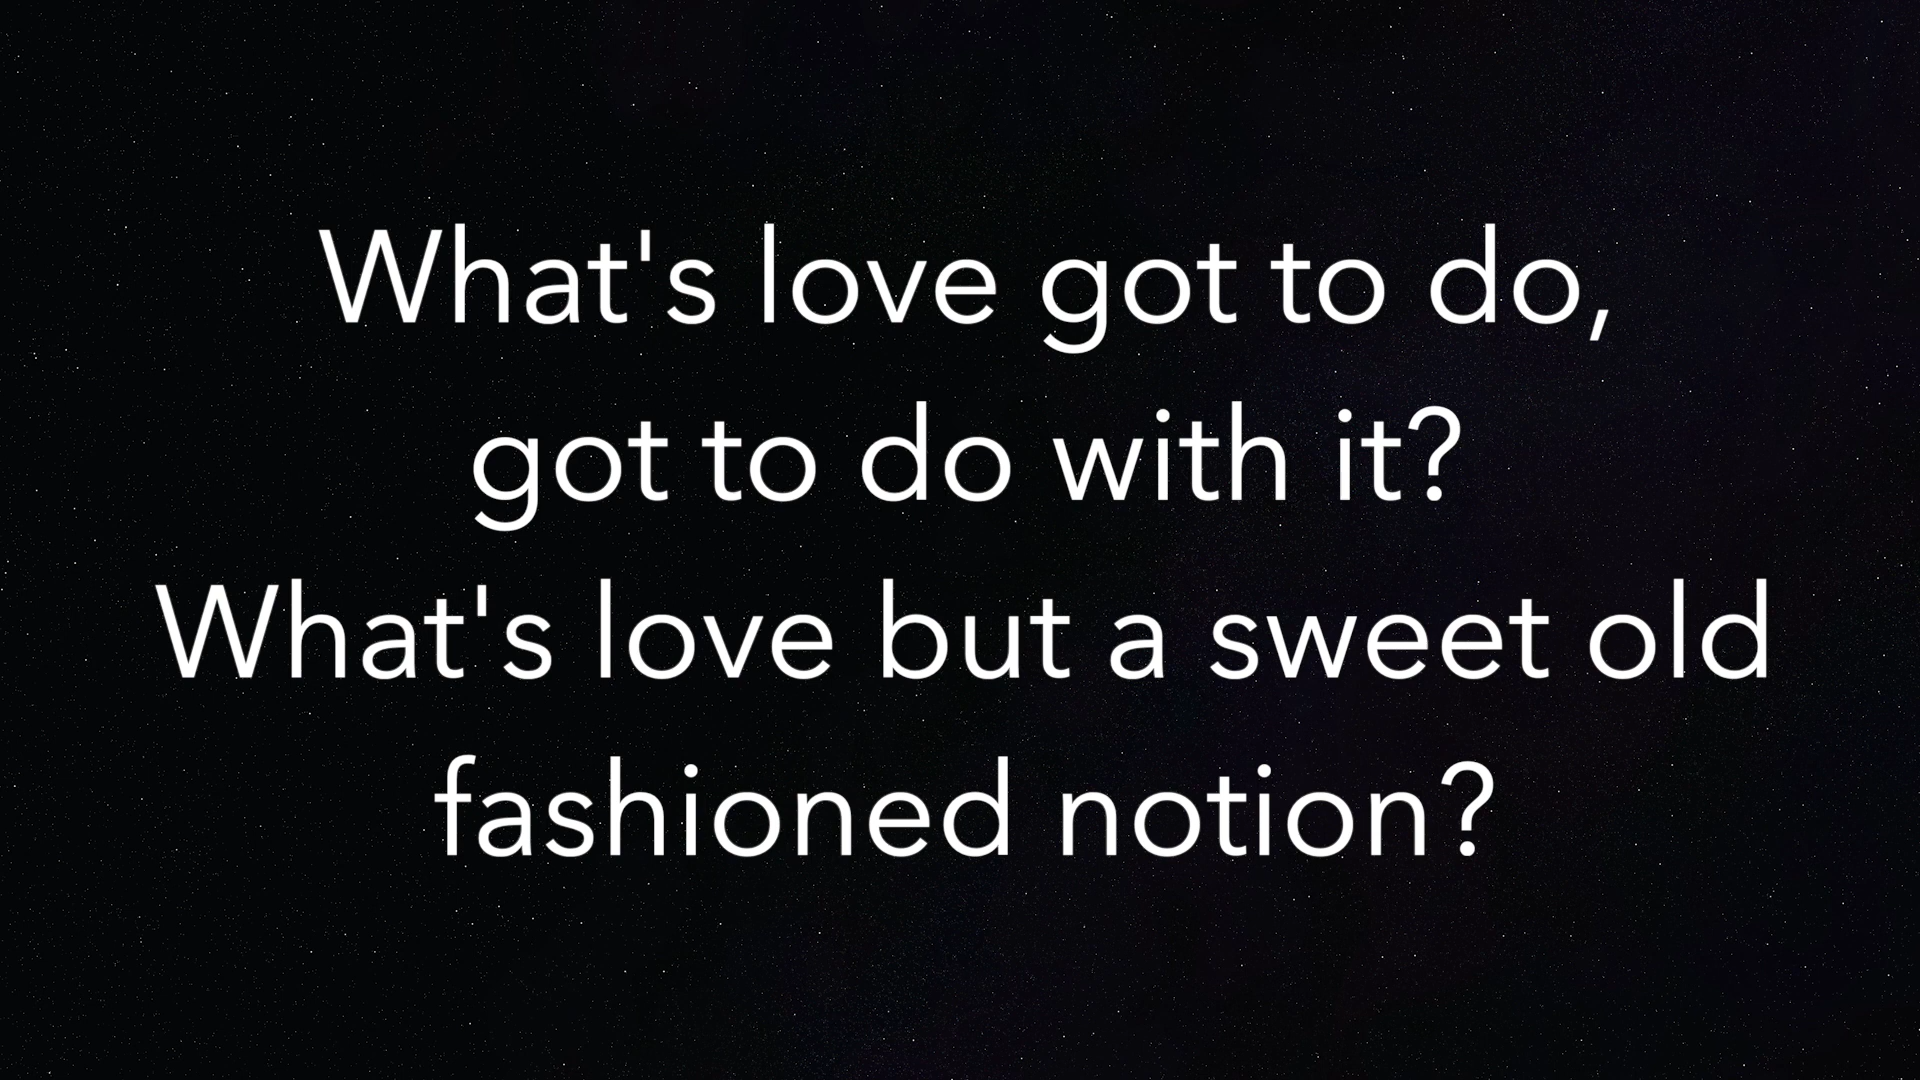 What's love got to do,
got to do with it?
What's love but a sweet old
fashioned notion?